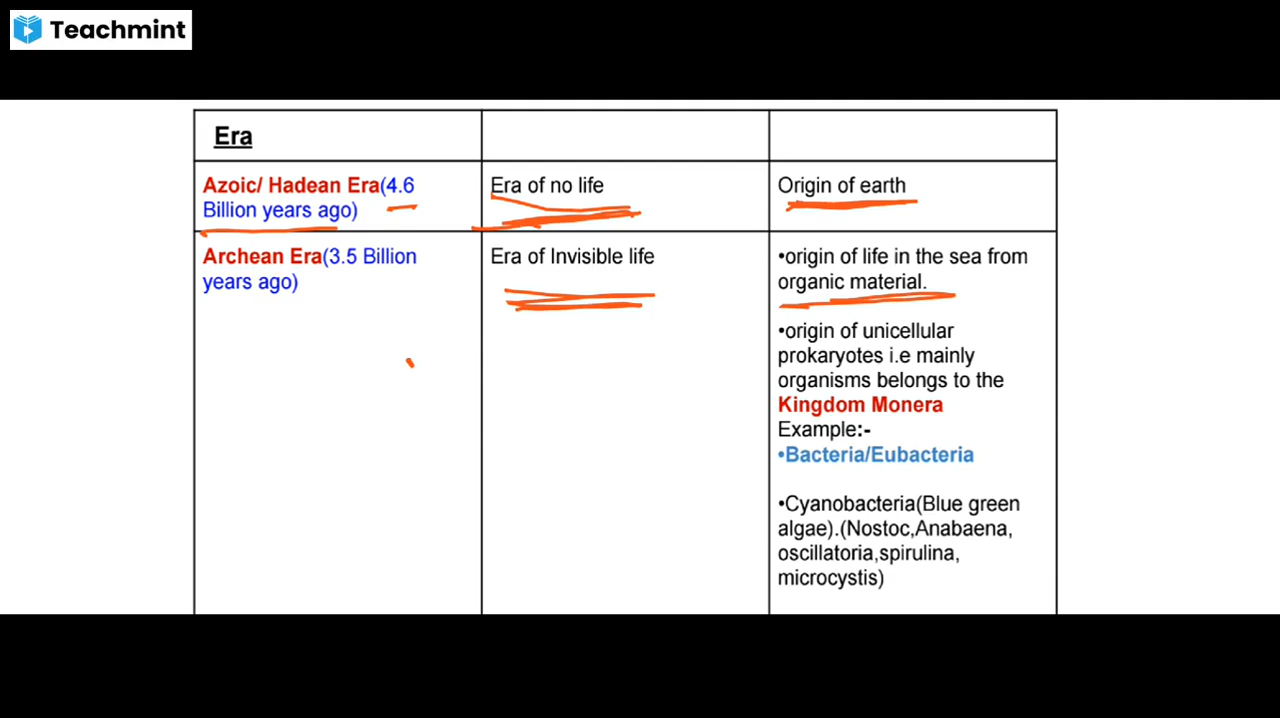 Teachmint
Era
Azoic/ Hadean Era(4.6
Billion years ago)
Era of no life
Origin of earth
Archean Era(3.5 Billion
years ago)
Era of Invisible life
•origin of life in the sea from
organic material.
•origin of unicellular
prokaryotes i.e mainly
organisms belongs to the
Kingdom Monera
Example:-
•Bacteria/Eubacteria
•Cyanobacteria(Blue green
algae).(Nostoc,Anabaena,
oscillatoria,spirulina,
microcystis)